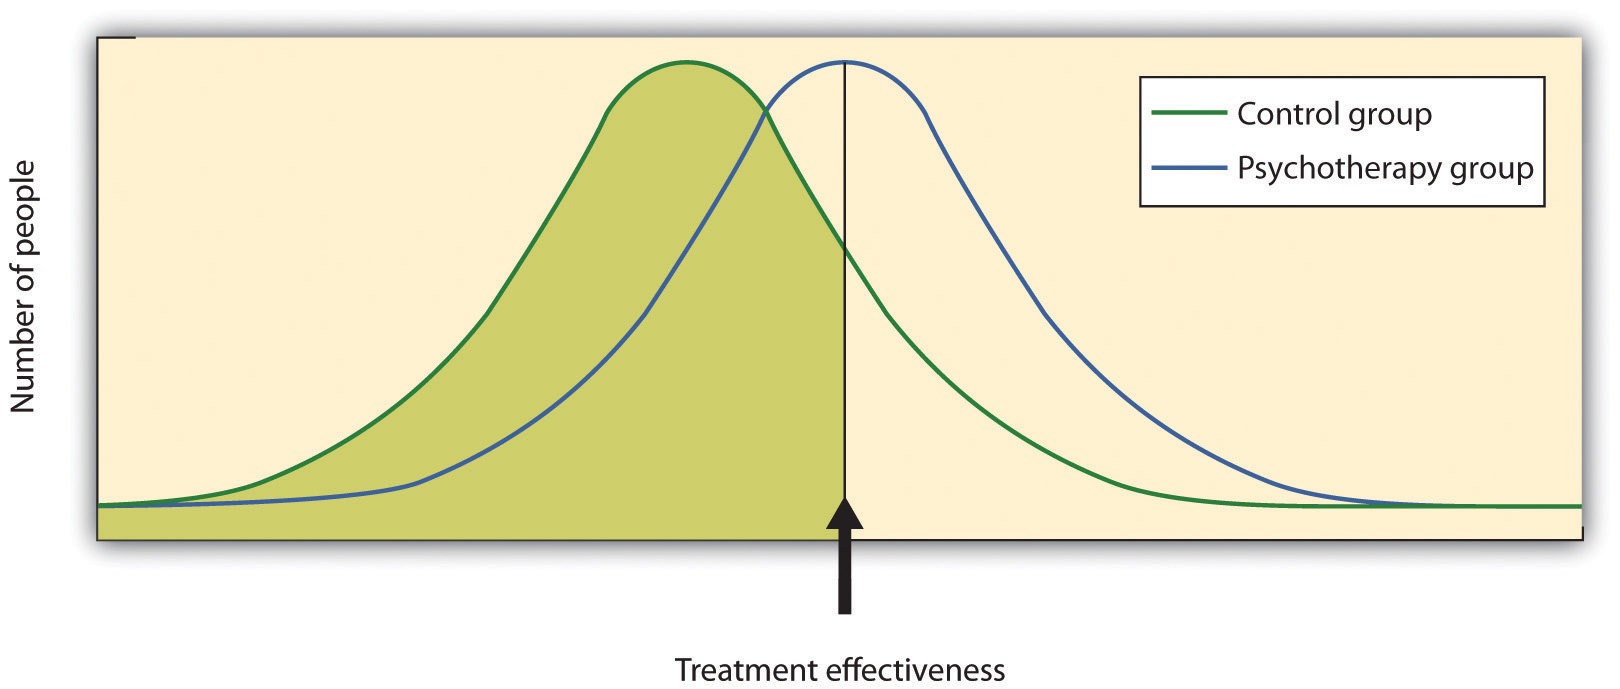 Number of people
Control group
Psychotherapy group
Treatment effectiveness